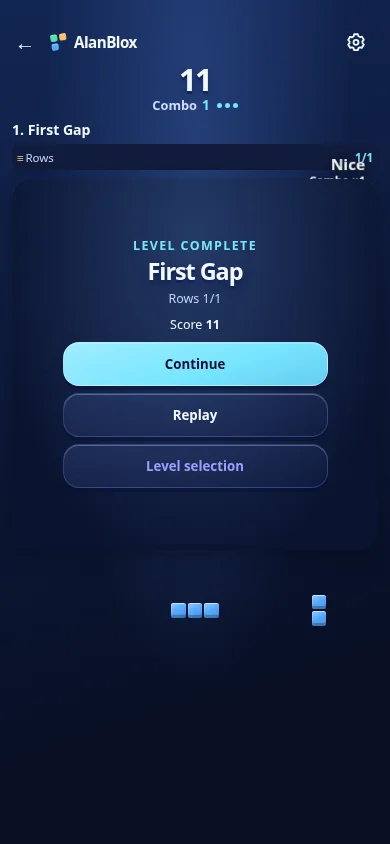 ← AlanBlox
11
Combo 1
1. First Gap
Rows 1/1
Nice
LEVEL COMPLETE
First Gap
Rows 1/1
Score 11
Continue
Replay
Level selection